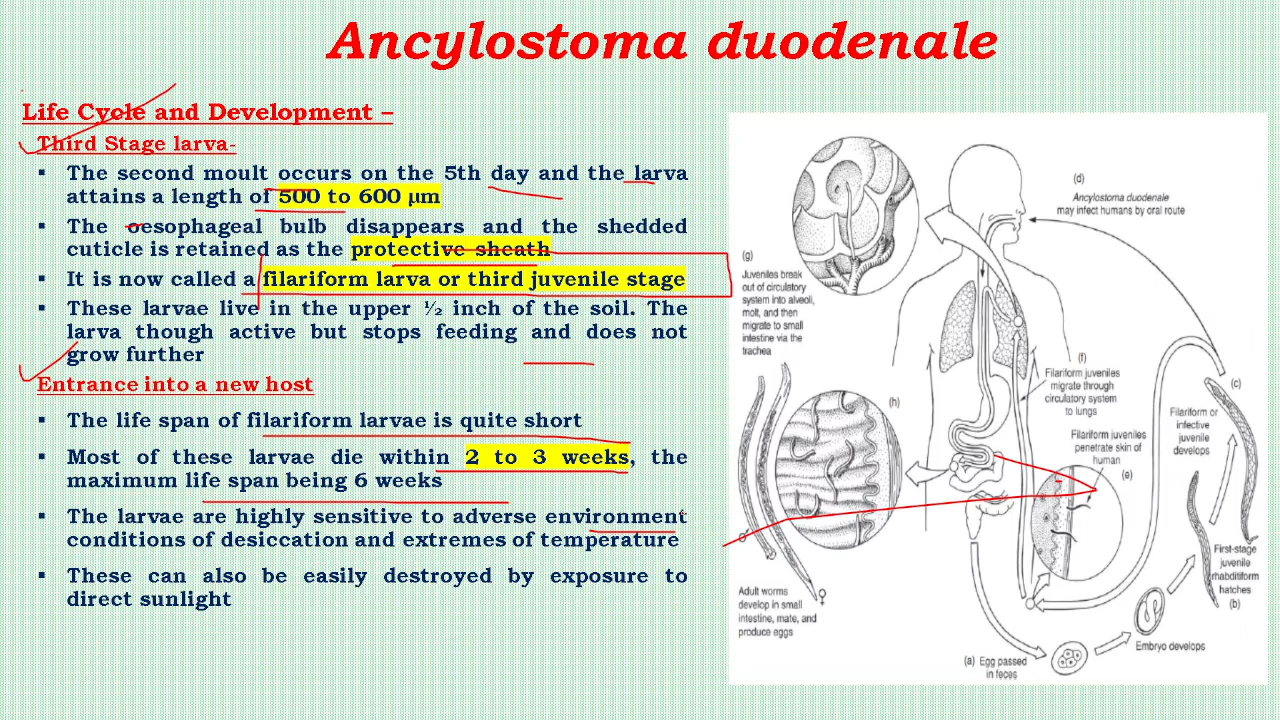 Ancylostoma duodenale
Life Cycle and Development –
Third Stage larva-
▪ The second moult occurs on the 5th day and the larva
attains a length of 500 to 600 µm
▪ The oesophageal bulb disappears and the shedded
cuticle is retained as the protective sheath
▪ It is now called a filariform larva or third juvenile stage
▪ These larvae live in the upper ½ inch of the soil. The
larva though active but stops feeding and does not
grow further
Entrance into a new host
▪ The life span of filariform larvae is quite short
▪ Most of these larvae die within 2 to 3 weeks, the
maximum life span being 6 weeks
▪ The larvae are highly sensitive to adverse environment
conditions of desiccation and extremes of temperature
▪ These can also be easily destroyed by exposure to
direct sunlight
(d)
Ancylostoma duodenale
may infect humans by oral route
(g)
Juveniles break
out of circulatory
system into alveoli,
molt, and then
migrate to small
intestine via the
trachea
(f)
Filariform juveniles
migrate through
circulatory system
to lungs
(c)
Filariform or
infective
juvenile
develops
(h)
Filariform juveniles
penetrate skin of
human
(e)
♂
♀
Adult worms
develop in small
intestine, mate, and
produce eggs
First-stage
juvenile
rhabditiform
hatches
(b)
Embryo develops
(a) Egg passed
in feces